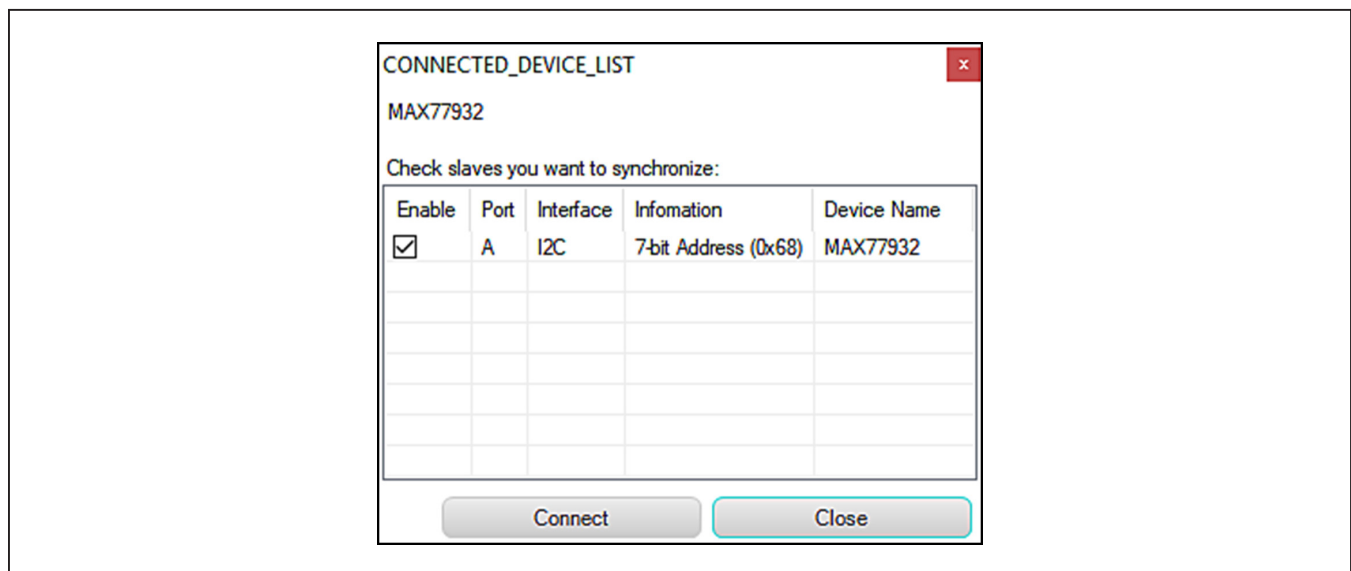 CONNECTED_DEVICE_LIST x
MAX77932
Check slaves you want to synchronize:
Enable Port Interface Infomation Device Name
A I2C 7-bit Address (0x68) MAX77932
Connect Close